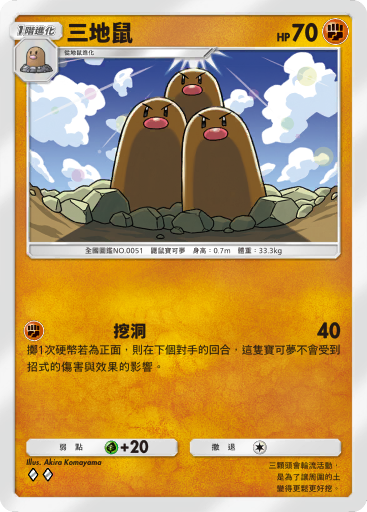 1階進化
三地鼠
HP 70
從地鼠進化
全國圖鑑NO.0051 鼴鼠寶可夢 身高：0.7m 體重：33.3kg
挖洞 40
擲1次硬幣若為正面，則在下個對手的回合，這隻寶可夢不會受到
招式的傷害與效果的影響。
弱點 +20 撤退
Illus. Akira Komayama
三顆頭會輪流活動，
是為了讓周圍的土
變得更鬆更好挖。